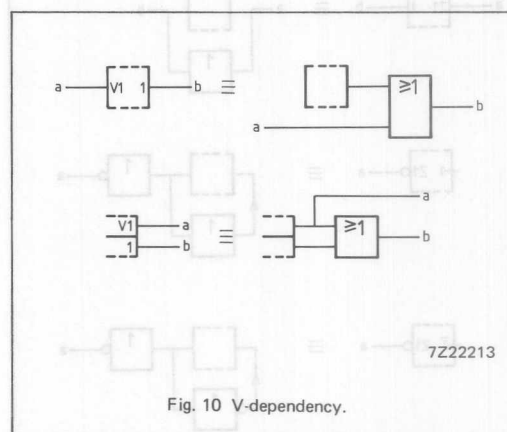 a V1 1 b ≡ ≥1 a b
V1 a 1 b ≡ ≥1 a b
7Z22213
Fig. 10 V-dependency.